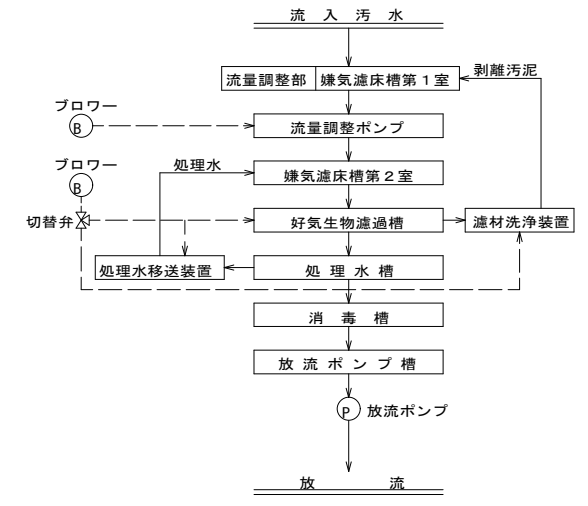 流入汚水
流量調整部 嫌気濾床槽第1室
剥離汚泥
ブロワー
B
流量調整ポンプ
ブロワー
B
処理水
嫌気濾床槽第2室
切替弁
好気生物濾過槽
濾材洗浄装置
処理水移送装置
処理水槽
消毒槽
放流ポンプ槽
P 放流ポンプ
放流